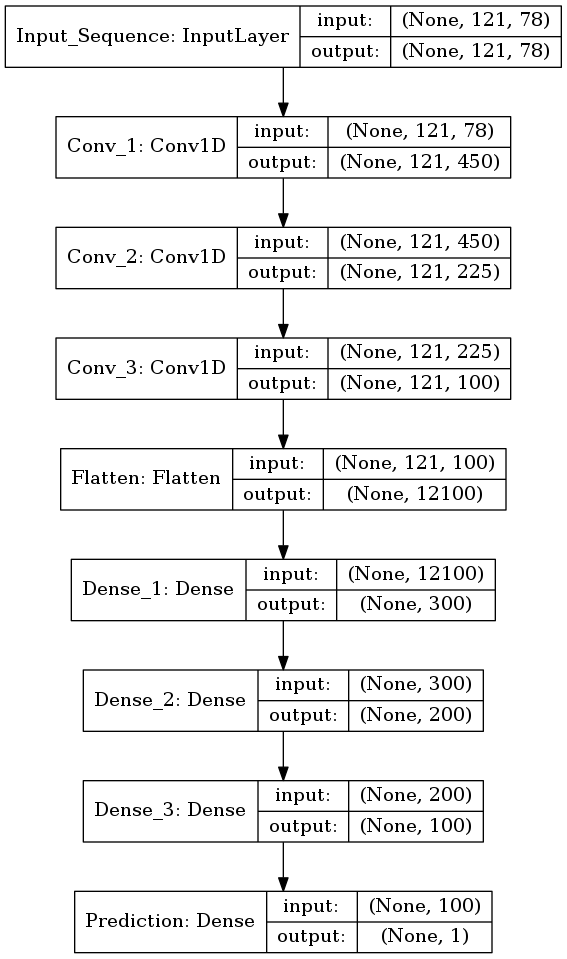 Input_Sequence: InputLayer
input: (None, 121, 78)
output: (None, 121, 78)
Conv_1: Conv1D
input: (None, 121, 78)
output: (None, 121, 450)
Conv_2: Conv1D
input: (None, 121, 450)
output: (None, 121, 225)
Conv_3: Conv1D
input: (None, 121, 225)
output: (None, 121, 100)
Flatten: Flatten
input: (None, 121, 100)
output: (None, 12100)
Dense_1: Dense
input: (None, 12100)
output: (None, 300)
Dense_2: Dense
input: (None, 300)
output: (None, 200)
Dense_3: Dense
input: (None, 200)
output: (None, 100)
Prediction: Dense
input: (None, 100)
output: (None, 1)